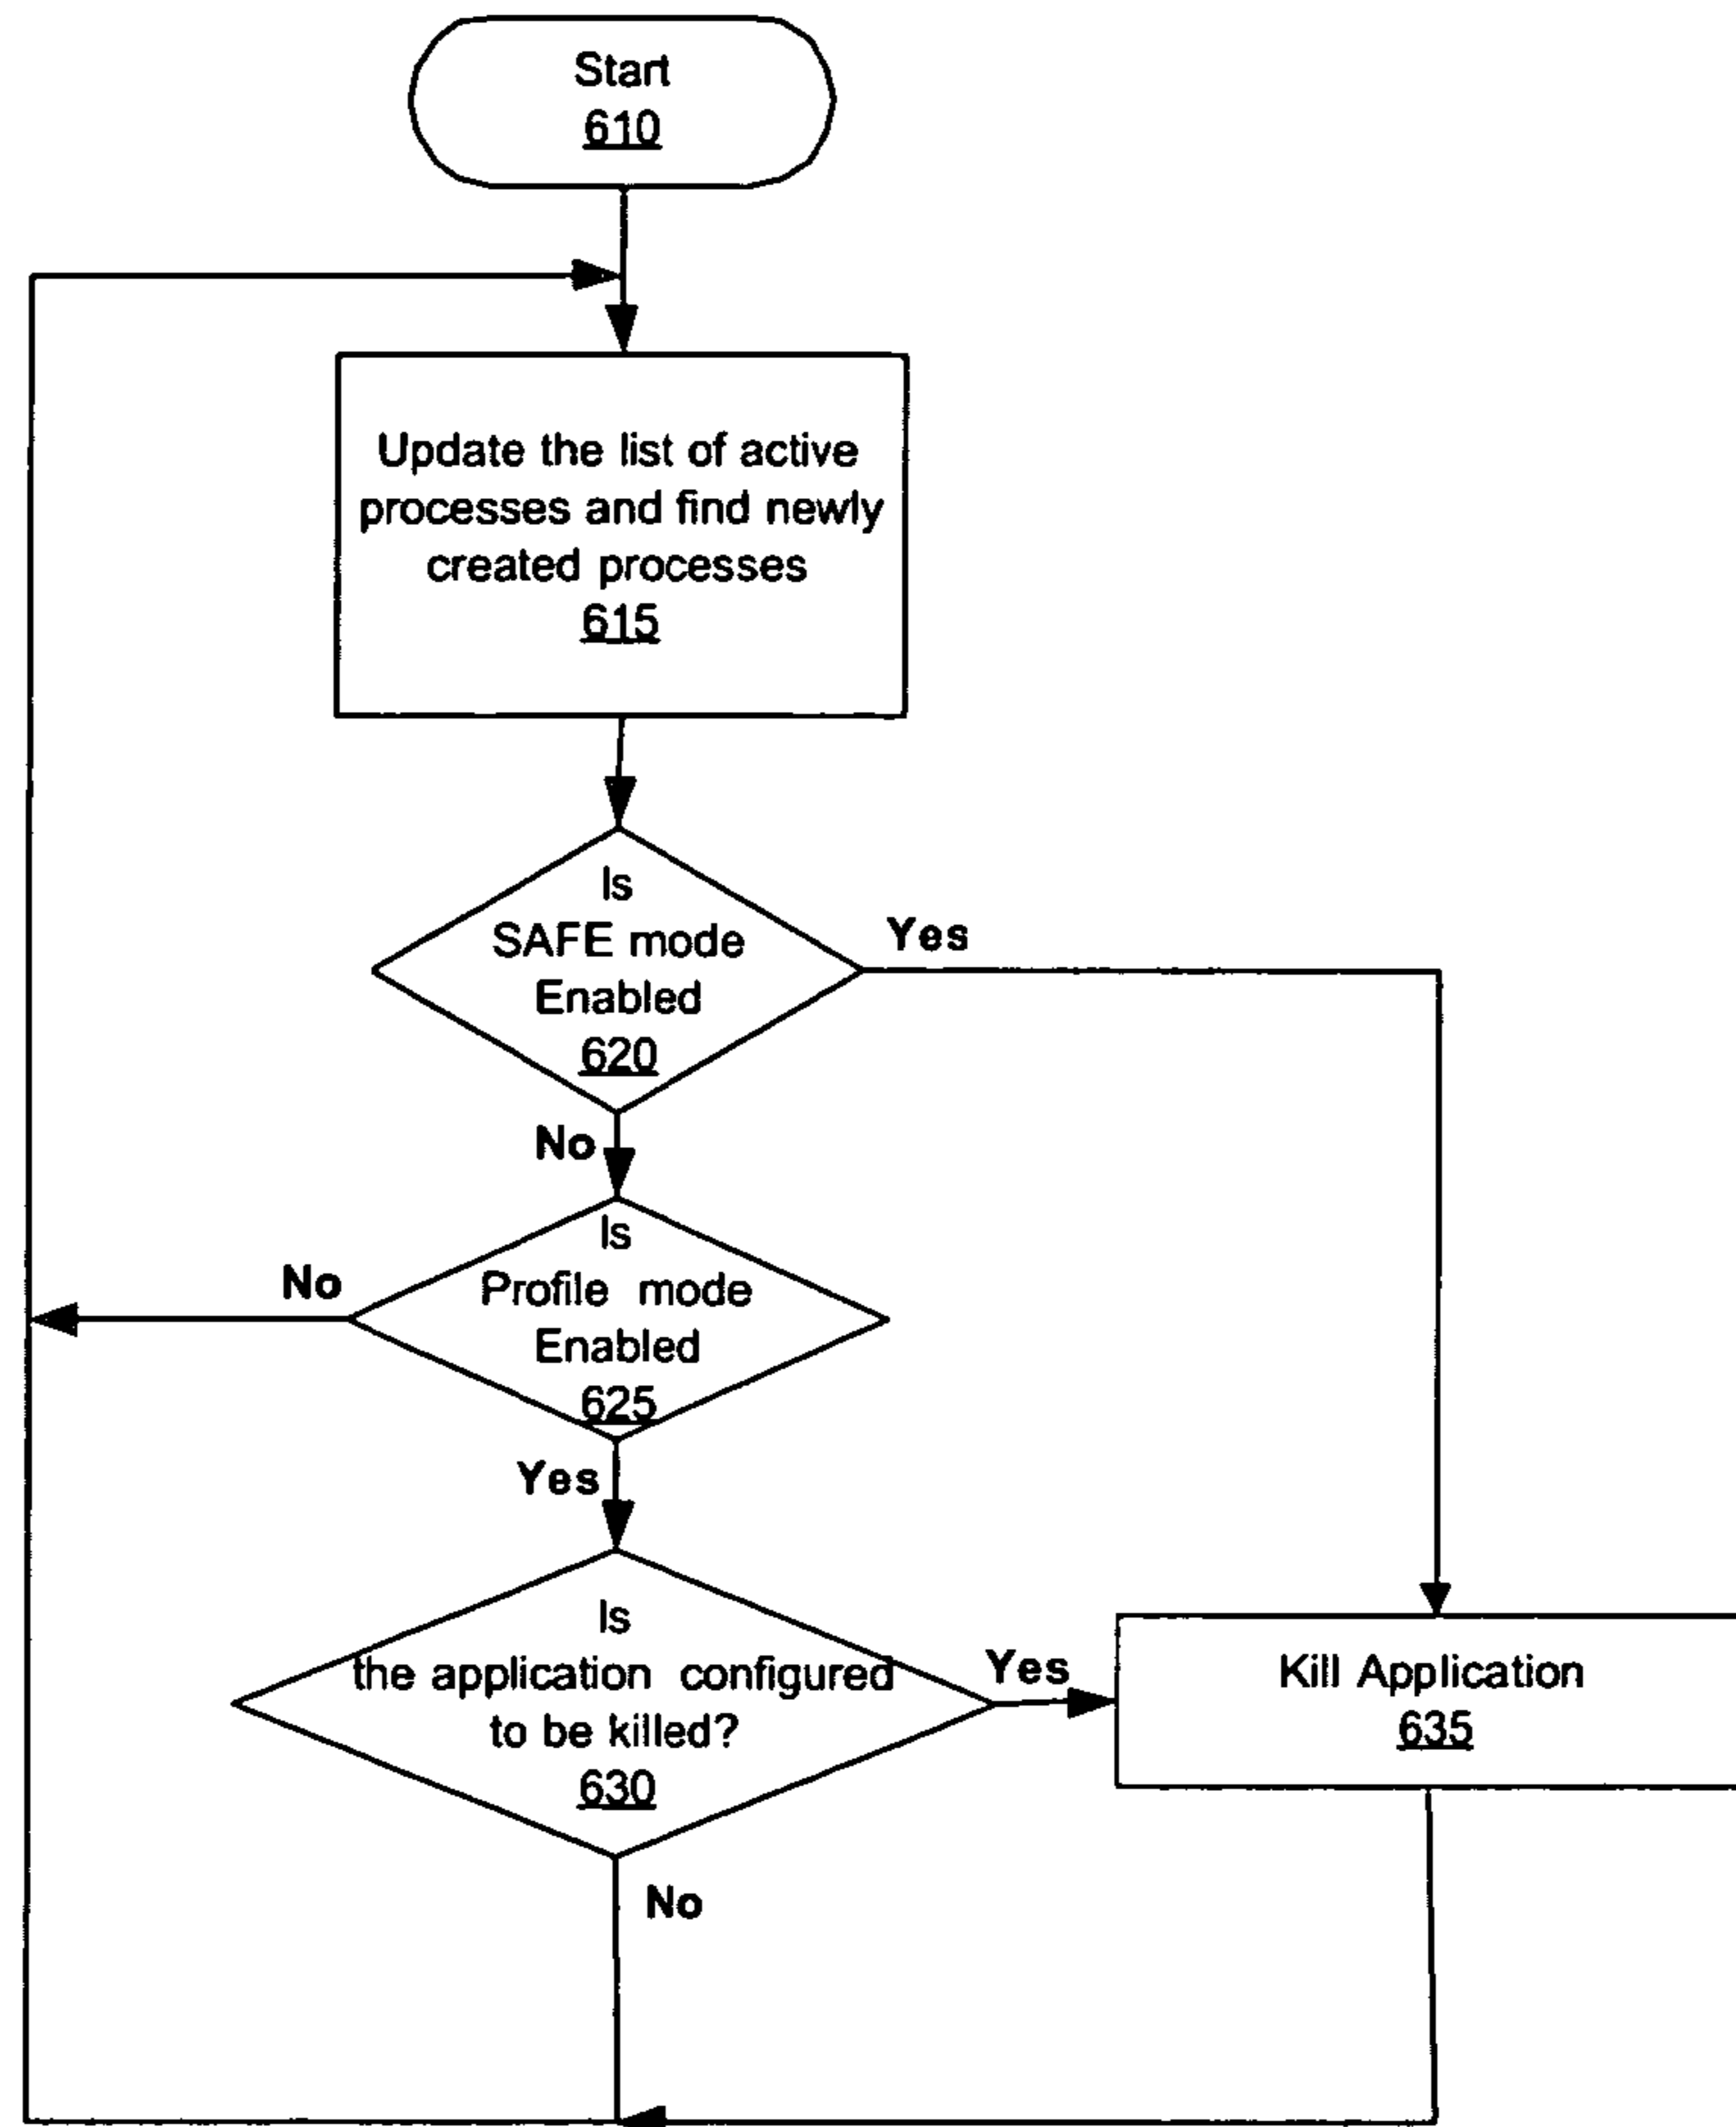 Start
610
Update the list of active
processes and find newly
created processes
615
Is
SAFE mode
Enabled
620
Yes
No
Is
Profile mode
Enabled
625
No
Yes
Is
the application configured
to be killed?
630
Yes
Kill Application
635
No